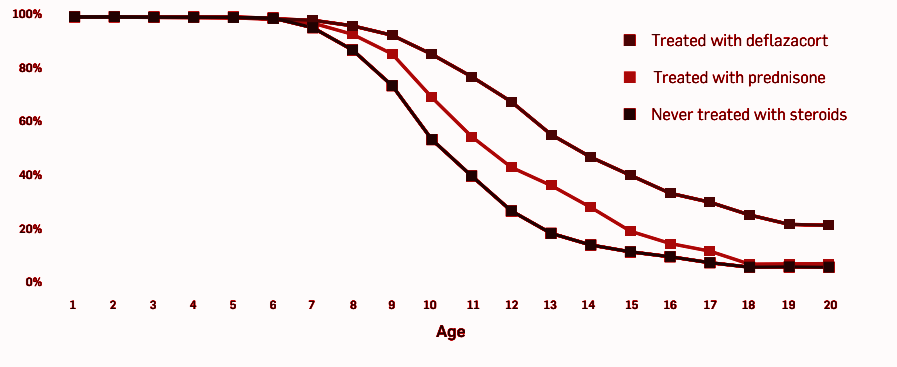 100%
Treated with deflazacort
80%
Treated with prednisone
Never treated with steroids
60%
40%
20%
0%
1 2 3 4 5 6 7 8 9 10 11 12 13 14 15 16 17 18 19 20
Age